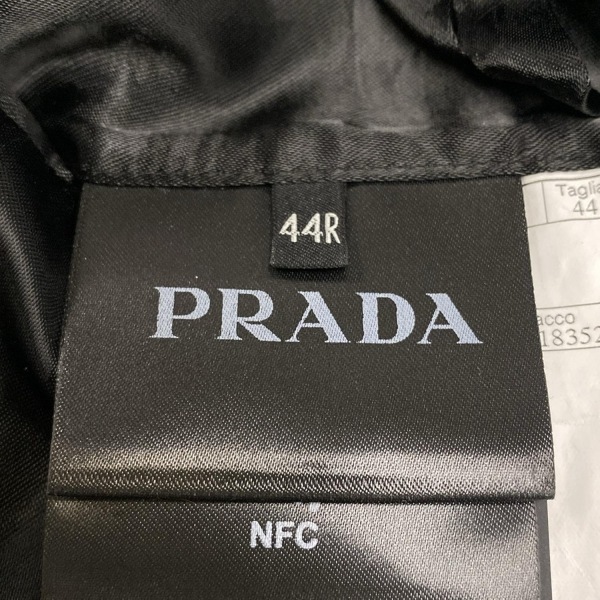 44R
PRADA
NFC
Taglia
44
acco
18352